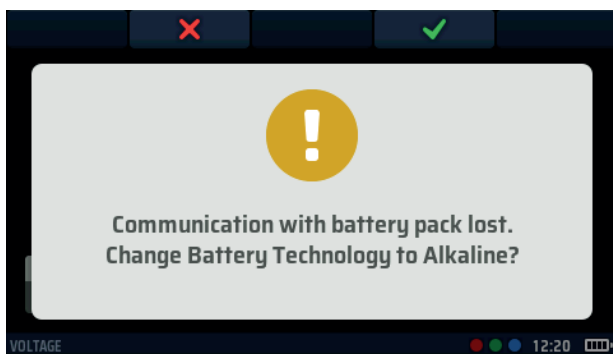 Communication with battery pack lost.
Change Battery Technology to Alkaline?
VOLTAGE 12:20